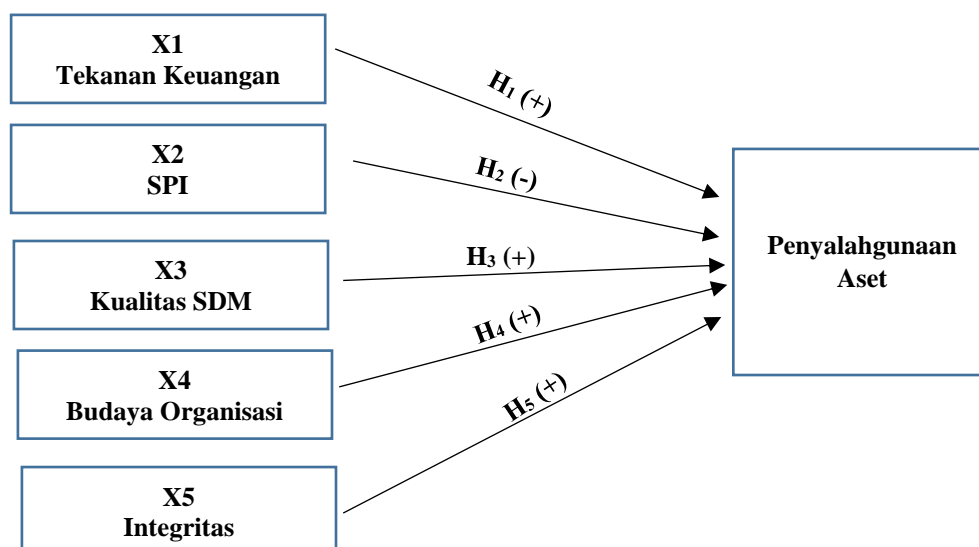 X1
Tekanan Keuangan
H₁ (+)
X2
SPI
H₂ (-)
X3
Kualitas SDM
H₃ (+)
X4
Budaya Organisasi
H₄ (+)
X5
Integritas
H₅ (+)
Penyalahgunaan
Aset